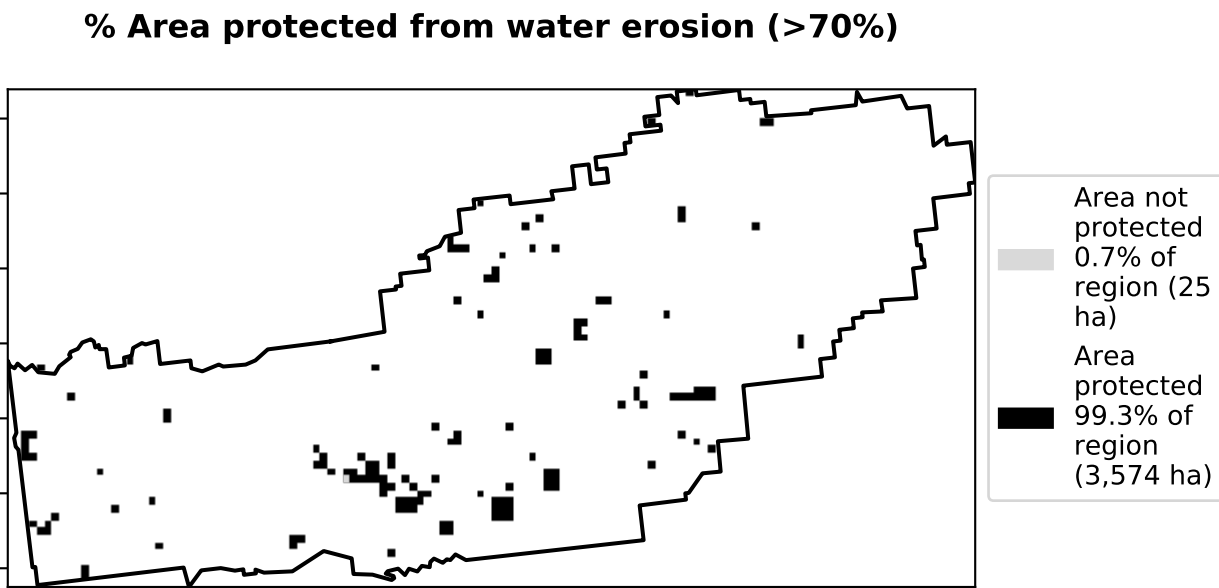 % Area protected from water erosion (>70%)
Area not
protected
0.7% of
region (25
ha)
Area
protected
99.3% of
region
(3,574 ha)